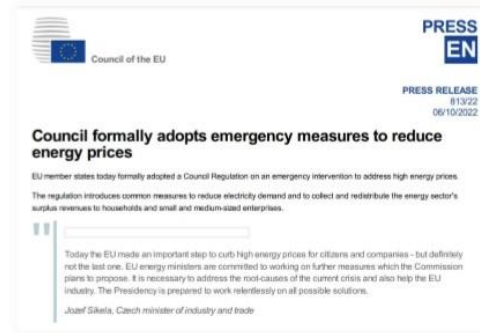 PRESS
EN
Council of the EU
PRESS RELEASE
813/22
06/10/2022
Council formally adopts emergency measures to reduce
energy prices
EU member states today formally adopted a Council Regulation on an emergency intervention to address high energy prices.
The regulation introduces common measures to reduce electricity demand and to collect and redistribute the energy sector's
surplus revenues to households and small and medium-sized enterprises.
"
Today the EU made an important step to curb high energy prices for citizens and companies - but definitely
not the last one. EU energy ministers are committed to working on further measures which the Commission
plans to propose. It is necessary to address the root-causes of the current crisis and also help the EU
industry. The Presidency is prepared to work relentlessly on all possible solutions.
Jozef Síkela, Czech minister of industry and trade